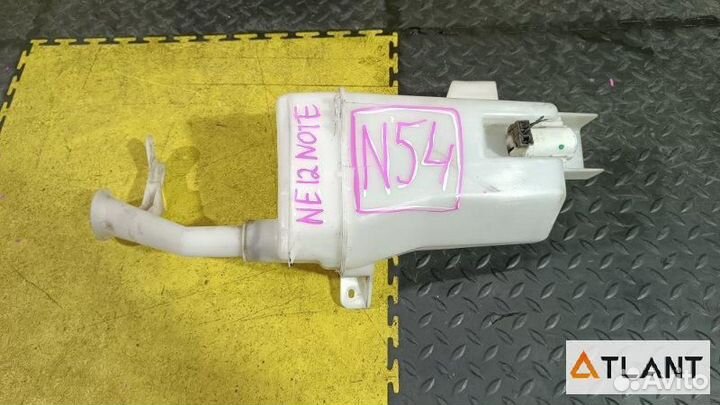 NE12 NOTE
N54
ATLANT
Avito